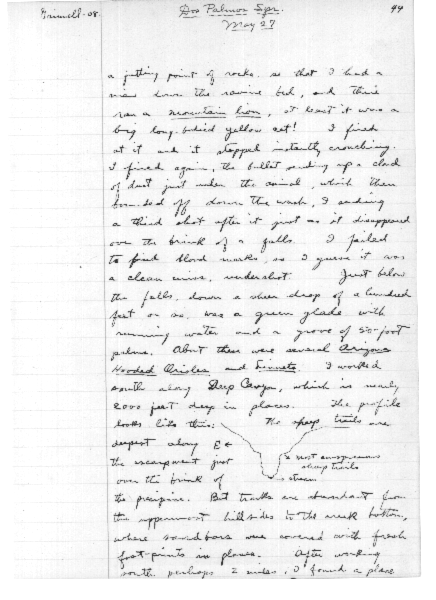 Grinnell - 08.
Dos Palmos Spr.
44
May 27
a jutting point of rocks, so that I had a
view down the ravine bed, and there
ran a mountain lion, at least it was a
big long-bodied yellow cat! I fired
at it and it stopped instantly crouching.
I fired again, the bullet sending up a cloud
of dust just under the animal, which then
bounded off down the wash, I sending
a third shot after it just as it disappeared
over the brink of a falls. I failed
to find blood marks, so I guess it was
a clean miss, undershot. Just below
the falls, down a sheer drop of a hundred
feet or so, was a green glade with
running water and a grove of 50-foot
palms. About these were several Arizona
Hooded Orioles and Linnets. I worked
south along Deep Canyon, which is nearly
2000 feet deep in places. The profile
looks like this: The sheep trails are
deepest along E←
the escarpment just
most conspicuous
sheep trails
over the brink of
stream
the precipice. But tracks are abundant from
the uppermost hillsides to the creek bottom,
where sandbars were covered with fresh
foot-prints in places. After working
south perhaps 2 miles, I found a place